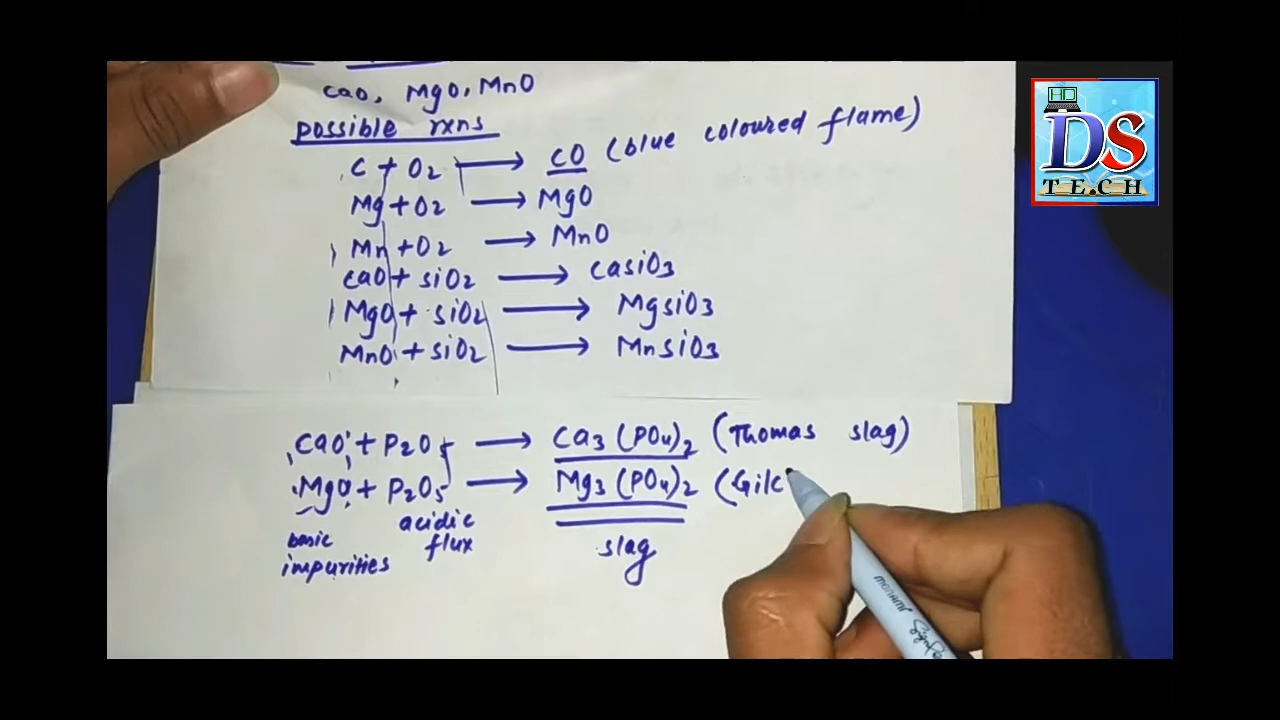 CaO, MgO, MnO
possible rxns
C + O2 → CO (blue coloured flame)
Mg + O2 → MgO
Mn + O2 → MnO
CaO + SiO2 → CaSiO3
MgO + SiO2 → MgSiO3
MnO + SiO2 → MnSiO3
CaO + P2O5 → Ca3(PO4)2 (Thomas slag)
MgO + P2O5 → Mg3(PO4)2 (Gilc
basic impurities
acidic flux
slag
HD
DS
TECH